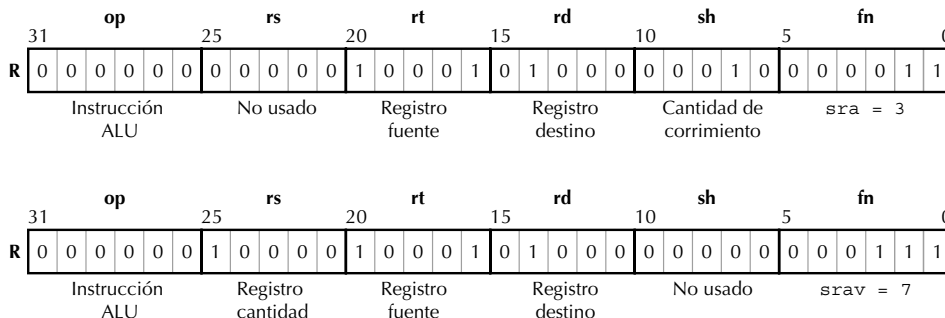 op rs rt rd sh fn
31 25 20 15 10 5 0
R 0 0 0 0 0 0 0 0 0 0 0 1 0 0 0 1 0 1 0 0 0 0 0 0 1 0 0 0 0 0 1 1
Instrucción No usado Registro Registro Cantidad de sra = 3
ALU fuente destino corrimiento
op rs rt rd sh fn
31 25 20 15 10 5 0
R 0 0 0 0 0 0 1 0 0 0 0 1 0 0 0 1 0 1 0 0 0 0 0 0 0 0 0 0 0 1 1 1
Instrucción Registro Registro Registro No usado srav = 7
ALU cantidad fuente destino